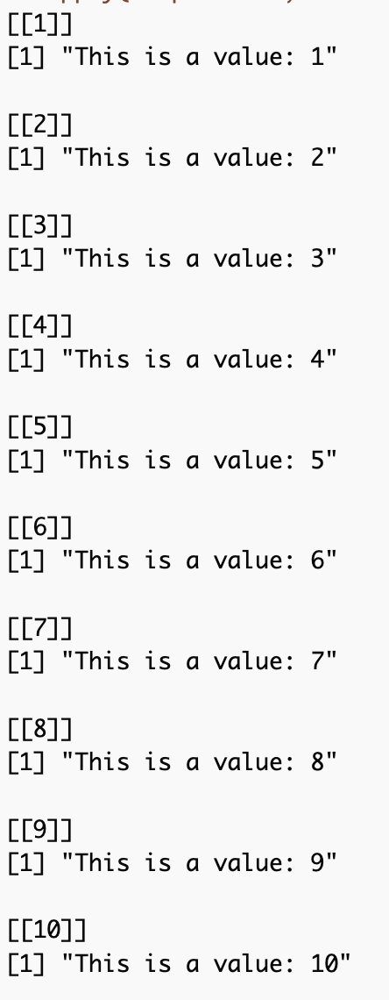 [[1]]
[1] "This is a value: 1"
[[2]]
[1] "This is a value: 2"
[[3]]
[1] "This is a value: 3"
[[4]]
[1] "This is a value: 4"
[[5]]
[1] "This is a value: 5"
[[6]]
[1] "This is a value: 6"
[[7]]
[1] "This is a value: 7"
[[8]]
[1] "This is a value: 8"
[[9]]
[1] "This is a value: 9"
[[10]]
[1] "This is a value: 10"